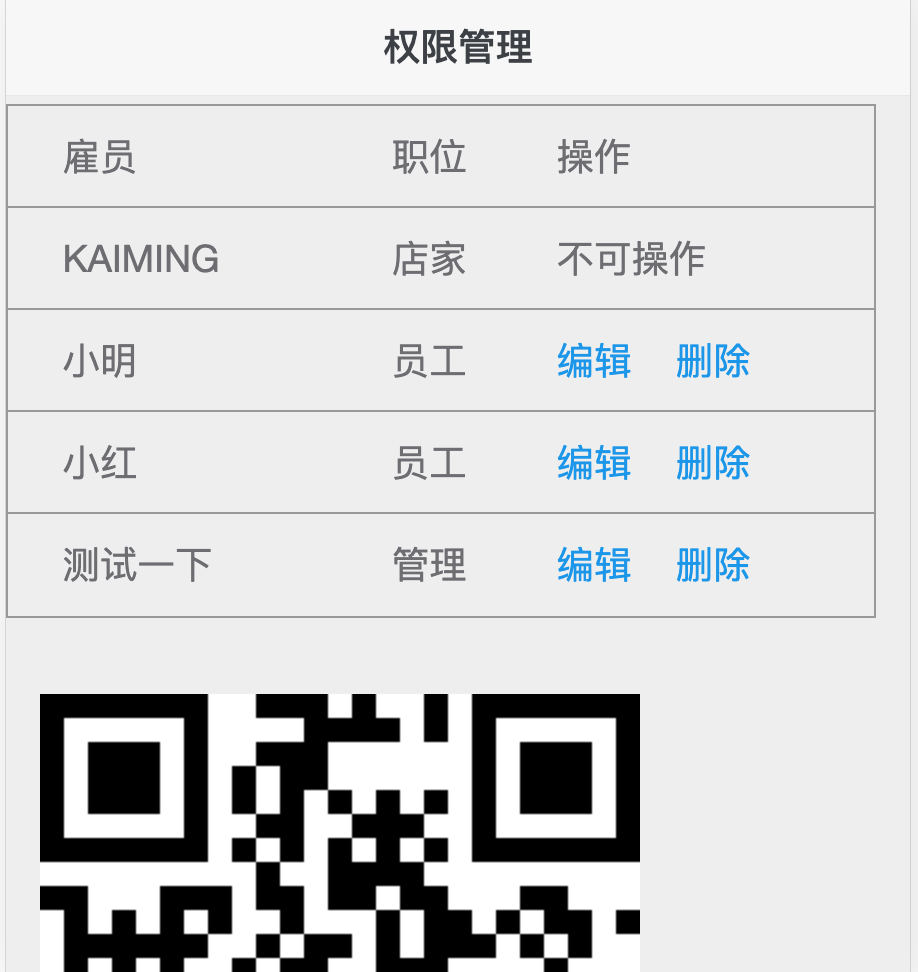 权限管理
雇员 职位 操作
KAIMING 店家 不可操作
小明 员工 编辑 删除
小红 员工 编辑 删除
测试一下 管理 编辑 删除